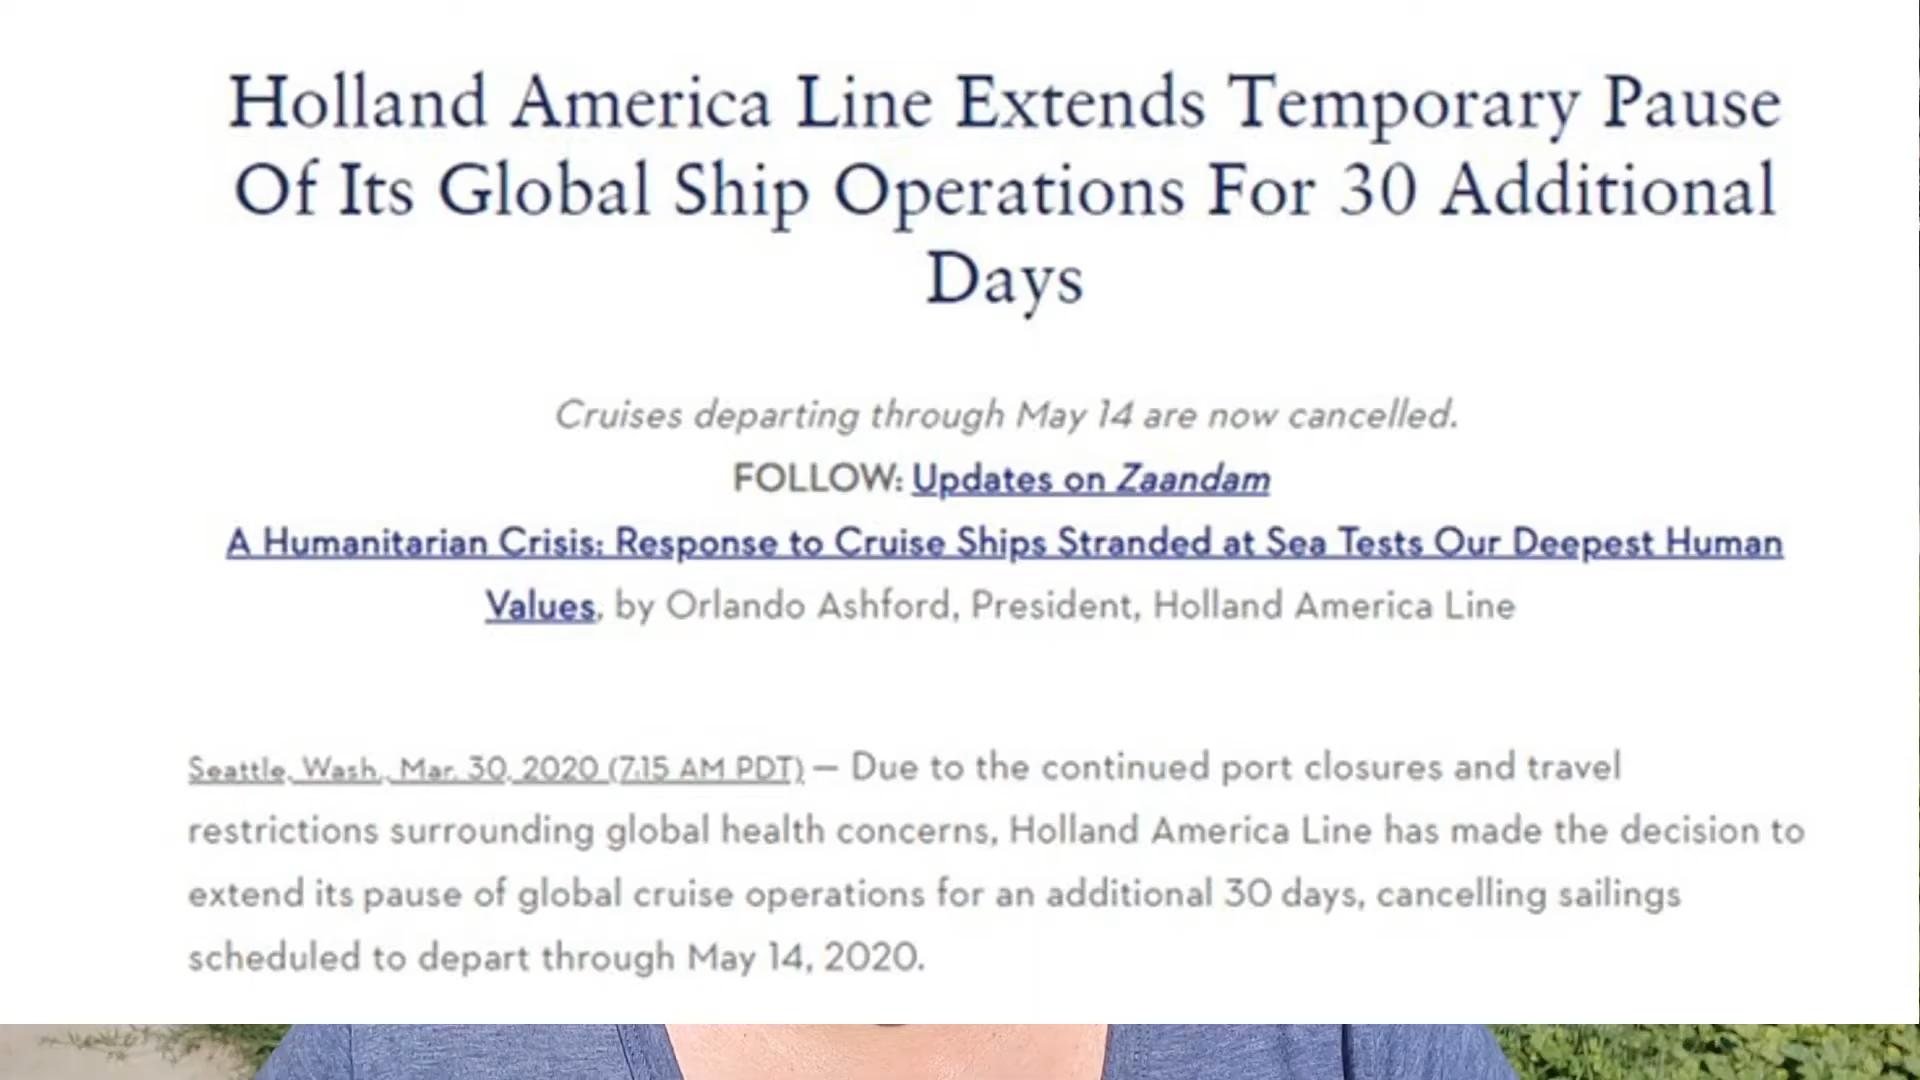 Holland America Line Extends Temporary Pause
Of Its Global Ship Operations For 30 Additional
Days
Cruises departing through May 14 are now cancelled.
FOLLOW: Updates on Zaandam
A Humanitarian Crisis: Response to Cruise Ships Stranded at Sea Tests Our Deepest Human
Values, by Orlando Ashford, President, Holland America Line
Seattle, Wash., Mar. 30, 2020 (7.15 AM PDT) — Due to the continued port closures and travel
restrictions surrounding global health concerns, Holland America Line has made the decision to
extend its pause of global cruise operations for an additional 30 days, cancelling sailings
scheduled to depart through May 14, 2020.